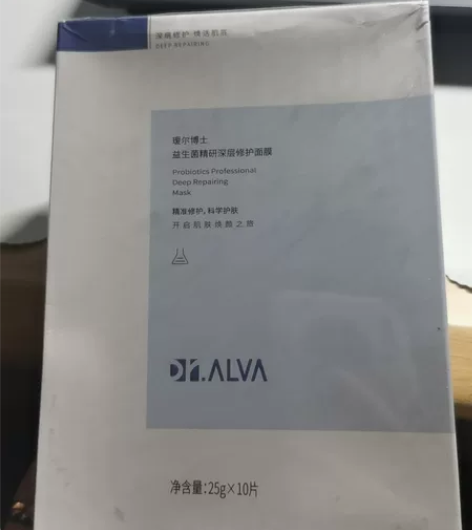 深層修护 焕活肌底
DEEP REPAIRING
瑷尔博士
益生菌精研深层修护面膜
Probiotics Professional
Deep Repairing
Mask
精准修护,科学护肤
开启肌肤焕颜之旅
Dr.ALVA
净含量:25g×10片